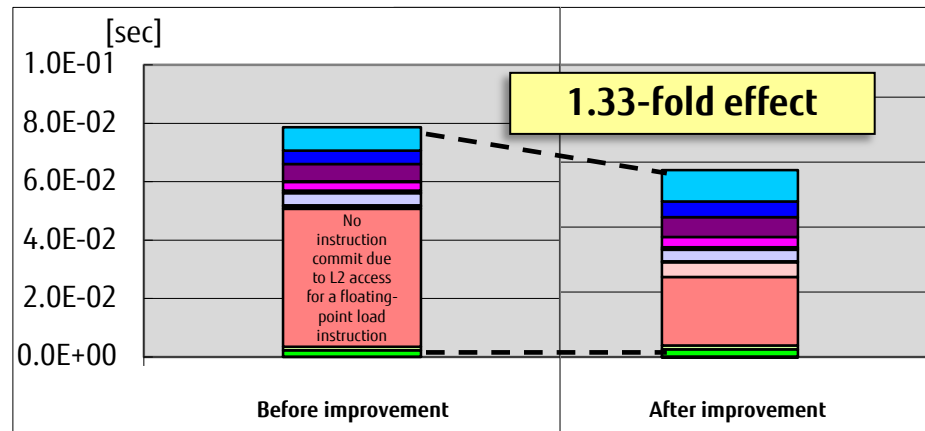 [sec]
1.0E-01
8.0E-02
6.0E-02
4.0E-02
2.0E-02
0.0E+00
1.33-fold effect
No
instruction
commit due
to L2 access
for a floating-
point load
instruction
Before improvement
After improvement